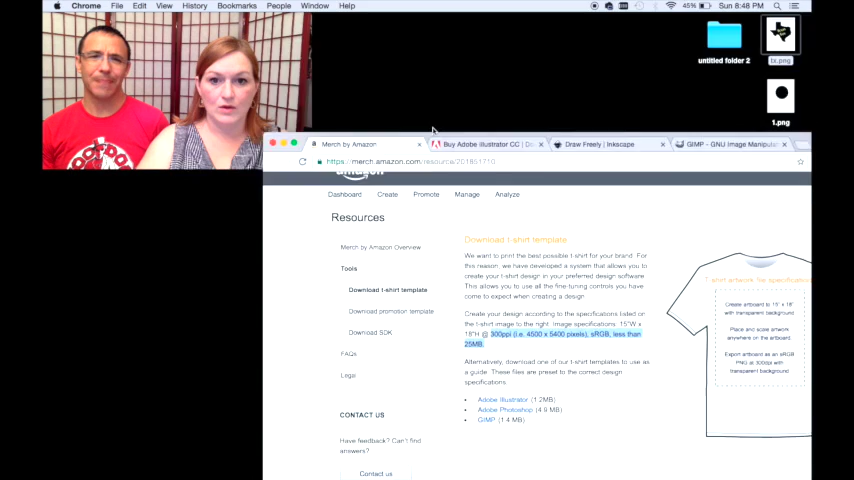 Chrome File Edit View History Bookmarks People Window Help 45% Sun 8:48 PM
untitled folder 2
tx.png
1.png
Merch by Amazon
Buy Adobe Illustrator CC | Do
Draw Freely | Inkscape
GIMP - GNU Image Manipula
https://merch.amazon.com/resource/201851710
amazon
Dashboard Create Promote Manage Analyze
Resources
Merch by Amazon Overview
Tools
Download t-shirt template
Download promotion template
Download SDK
FAQs
Legal
CONTACT US
Have feedback? Can't find
answers?
Contact us
Download t-shirt template
We want to print the best possible t-shirt for your brand. For
this reason, we have developed a system that allows you to
create your t-shirt design in your preferred design software.
This allows you to use all the fine-tuning controls you have
come to expect when creating a design.
Create your design according to the specifications listed on
the t-shirt image to the right. Image specifications: 15"W x
18"H @ 300ppi (i.e. 4500 x 5400 pixels), sRGB, less than
25MB.
Alternatively, download one of our t-shirt templates to use as
a guide. These files are preset to the correct design
specifications.
• Adobe Illustrator (1.2MB)
• Adobe Photoshop (4.9 MB)
• GIMP (1.4 MB)
T-shirt artwork file specification
Create artboard to 15" x 18"
with transparent background
Place and scale artwork
anywhere on the artboard
Export artboard as an sRGB
PNG at 300ppi with
transparent background